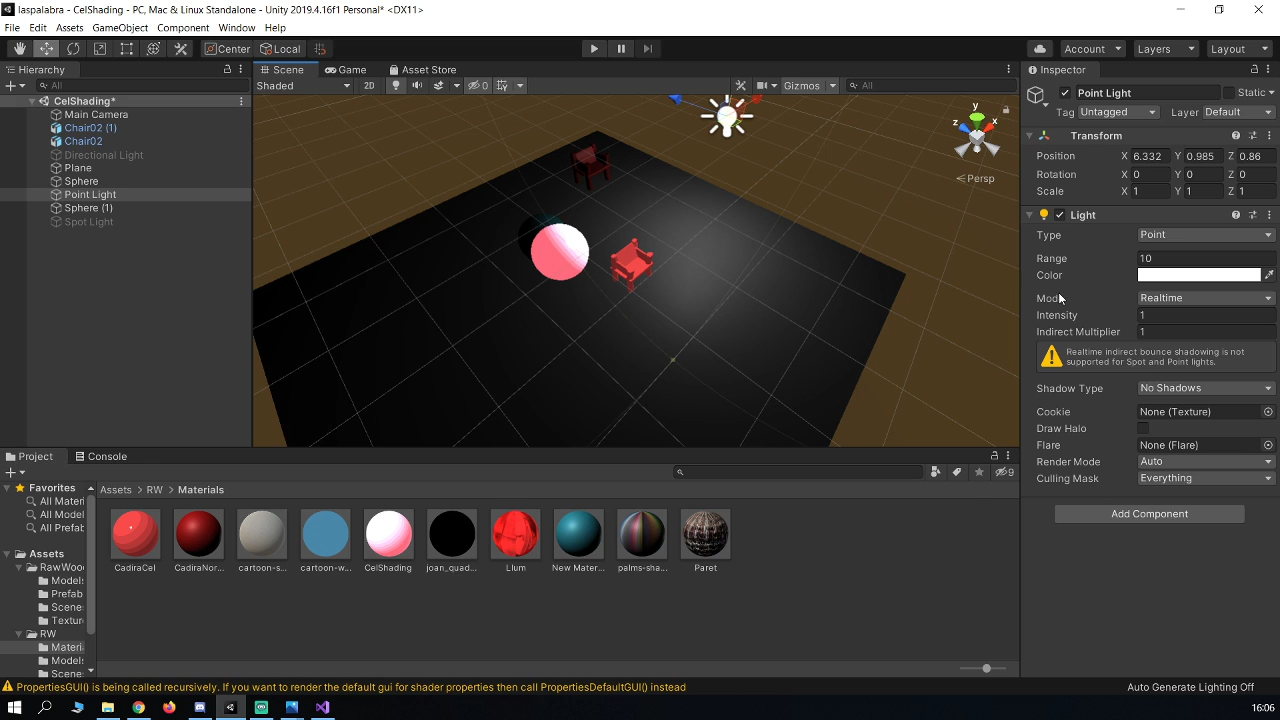 laspalabra - CelShading - PC, Mac & Linux Standalone - Unity 2019.4.16f1 Personal* <DX11>
File Edit Assets GameObject Component Window Help
Center Local Account Layers Layout
Hierarchy
All
CelShading*
Main Camera
Chair02 (1)
Chair02
Directional Light
Plane
Sphere
Point Light
Sphere (1)
Spot Light
Scene Game Asset Store
Shaded 2D 0 Gizmos All
y
z x
Persp
Inspector
Point Light Static
Tag Untagged Layer Default
Transform
Position X 6.332 Y 0.985 Z 0.86
Rotation X 0 Y 0 Z 0
Scale X 1 Y 1 Z 1
Light
Type Point
Range 10
Color
Mode Realtime
Intensity 1
Indirect Multiplier 1
Realtime indirect bounce shadowing is not
supported for Spot and Point lights.
Shadow Type No Shadows
Cookie None (Texture)
Draw Halo
Flare None (Flare)
Render Mode Auto
Culling Mask Everything
Add Component
Project Console
9
Favorites
All Materi
All Model
All Prefab
Assets
RawWoo
Models
Prefab
Scene
Textur
RW
Materi
Models
Scene
Assets > RW > Materials
CadiraCel CadiraNor... cartoon-s... cartoon-w... CelShading joan_quad... Llum New Mater... palms-sha... Paret
PropertiesGUI() is being called recursively. If you want to render the default gui for shader properties then call PropertiesDefaultGUI() instead
Auto Generate Lighting Off
16:06